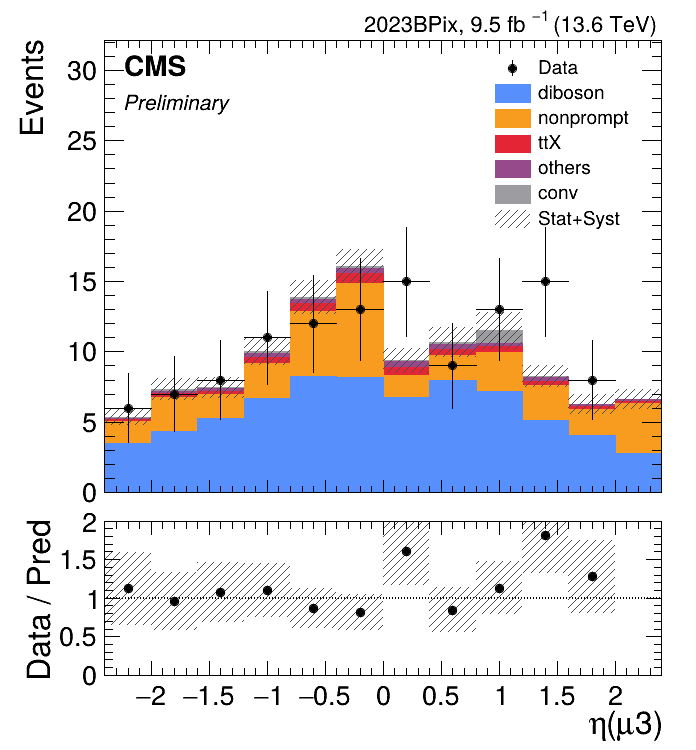 2023BPix, 9.5 fb⁻¹ (13.6 TeV)
Events
CMS
Preliminary
Data
diboson
nonprompt
ttX
others
conv
Stat+Syst
30
25
20
15
10
5
0
Data / Pred
2
1.5
1
0.5
0
−2 −1.5 −1 −0.5 0 0.5 1 1.5 2
η(μ3)